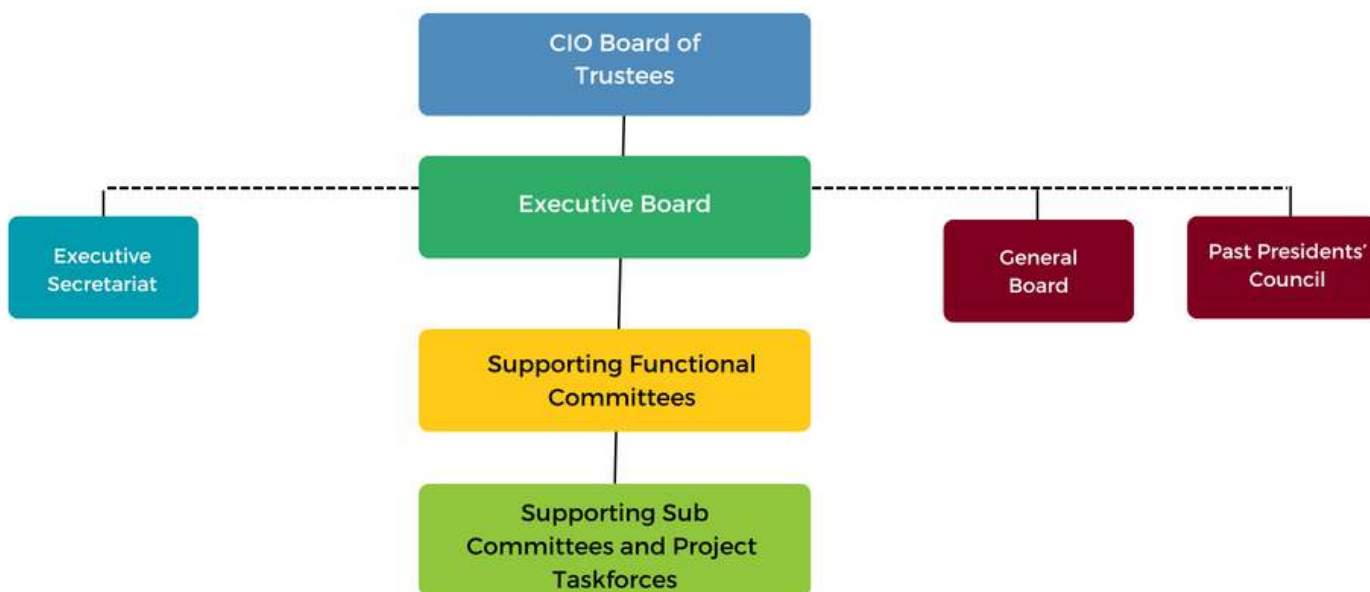 CIO Board of
Trustees
Executive Board
Executive
Secretariat
General
Board
Past Presidents’
Council
Supporting Functional
Committees
Supporting Sub
Committees and Project
Taskforces